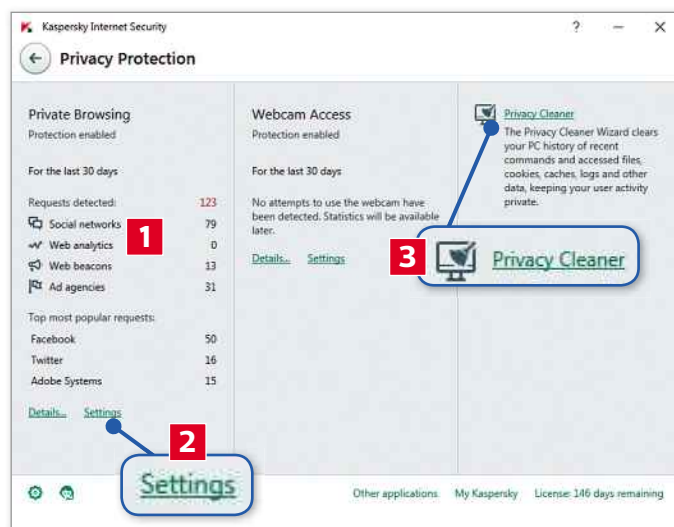 Kaspersky Internet Security
?
Privacy Protection
Private Browsing
Protection enabled
For the last 30 days
Requests detected: 123
Social networks 79
1
Web analytics 0
Web beacons 13
Ad agencies 31
Top most popular requests:
Facebook 50
Twitter 16
Adobe Systems 15
Details... Settings
2
Settings
Webcam Access
Protection enabled
For the last 30 days
No attempts to use the webcam have
been detected. Statistics will be available
later.
Details... Settings
Privacy Cleaner
The Privacy Cleaner Wizard clears
your PC history of recent
commands and accessed files,
cookies, caches, logs and other
data, keeping your user activity
private.
3
Privacy Cleaner
Other applications My Kaspersky License: 146 days remaining